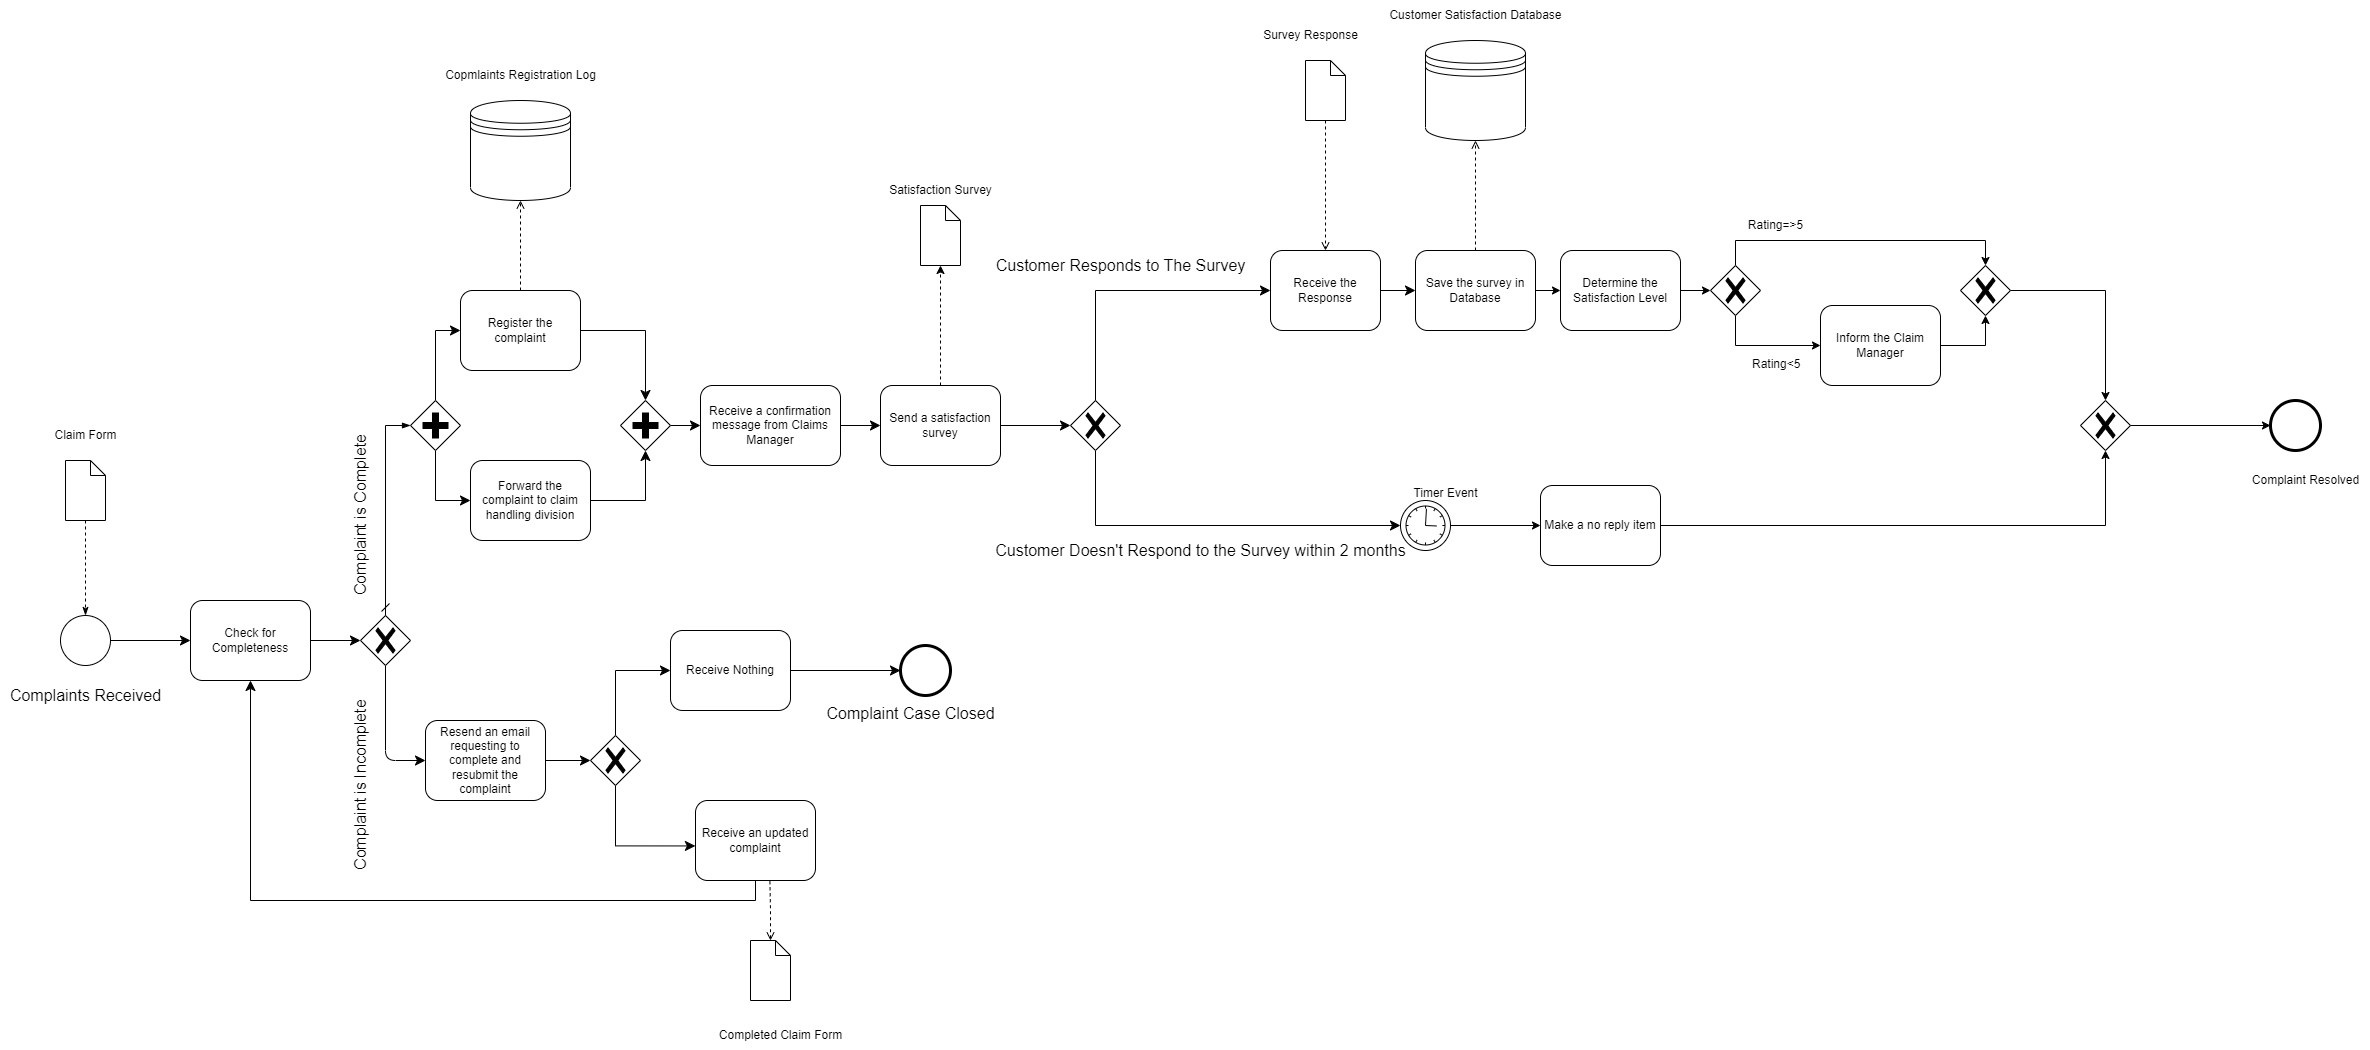 Customer Satisfaction Database
Survey Response
Copmlaints Registration Log
Satisfaction Survey
Rating=>5
Customer Responds to The Survey
Receive the
Response
Save the survey in
Database
Determine the
Satisfaction Level
Register the
complaint
Inform the Claim
Manager
Rating<5
Receive a confirmation
message from Claims
Manager
Send a satisfaction
survey
Claim Form
Complaint is Complete
Forward the
complaint to claim
handling division
Complaint Resolved
Timer Event
Make a no reply item
Customer Doesn't Respond to the Survey within 2 months
Check for
Completeness
Complaints Received
Receive Nothing
Complaint Case Closed
Complaint is Incomplete
Resend an email
requesting to
complete and
resubmit the
complaint
Receive an updated
complaint
Completed Claim Form